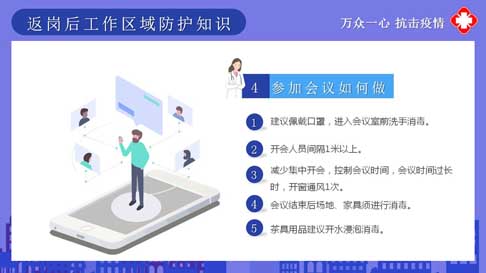 返岗后工作区域防护知识
万众一心 抗击疫情
4 参加会议如何做
1 建议佩戴口罩，进入会议室前洗手消毒。
2 开会人员间隔1米以上。
3 减少集中开会，控制会议时间，会议时间过长
时，开窗通风1次。
4 会议结束后场地、家具须进行消毒。
5 茶具用品建议开水浸泡消毒。